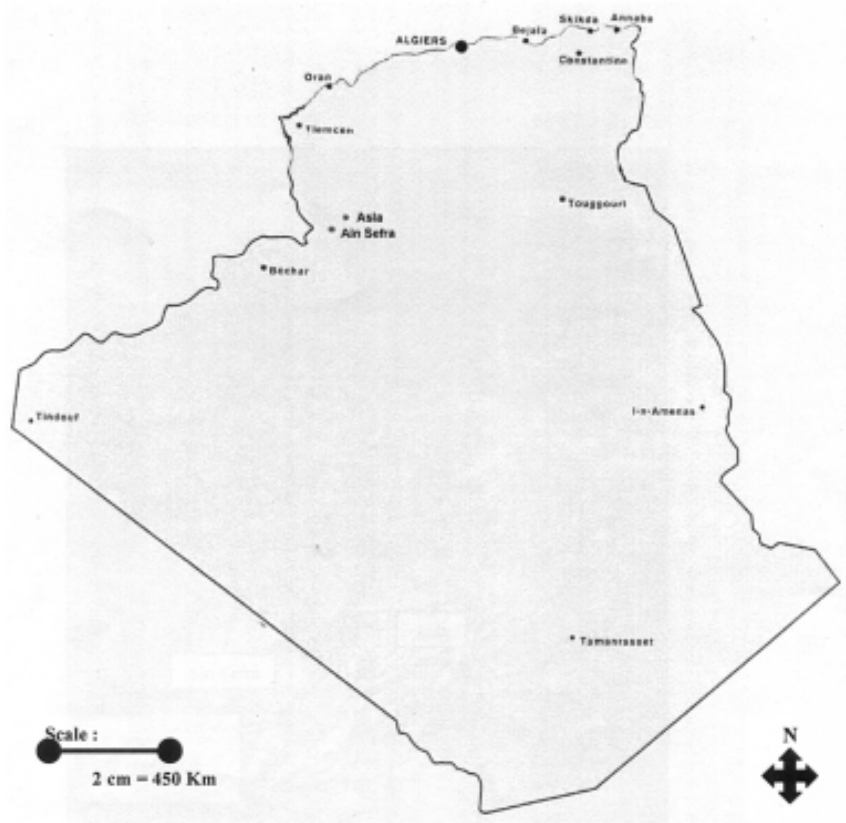 Skikda
Annaba
ALGIERS
Bejaia
Constantine
Oran
Tlemcen
Touggourt
Asla
Ain Sefra
Béchar
I-n-Amenas
Tindouf
Tamanrasset
Scale :
N
2 cm = 450 Km